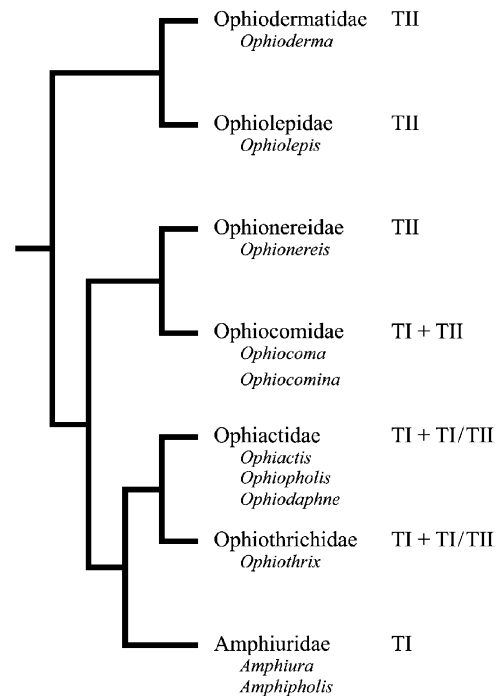 Ophiodermatidae TII
Ophioderma
Ophiolepidae TII
Ophiolepis
Ophionereidae TII
Ophionereis
Ophiocomidae TI + TII
Ophiocoma
Ophiocomina
Ophiactidae TI + TI/TII
Ophiactis
Ophiopholis
Ophiodaphne
Ophiothrichidae TI + TI/TII
Ophiothrix
Amphiuridae TI
Amphiura
Amphipholis